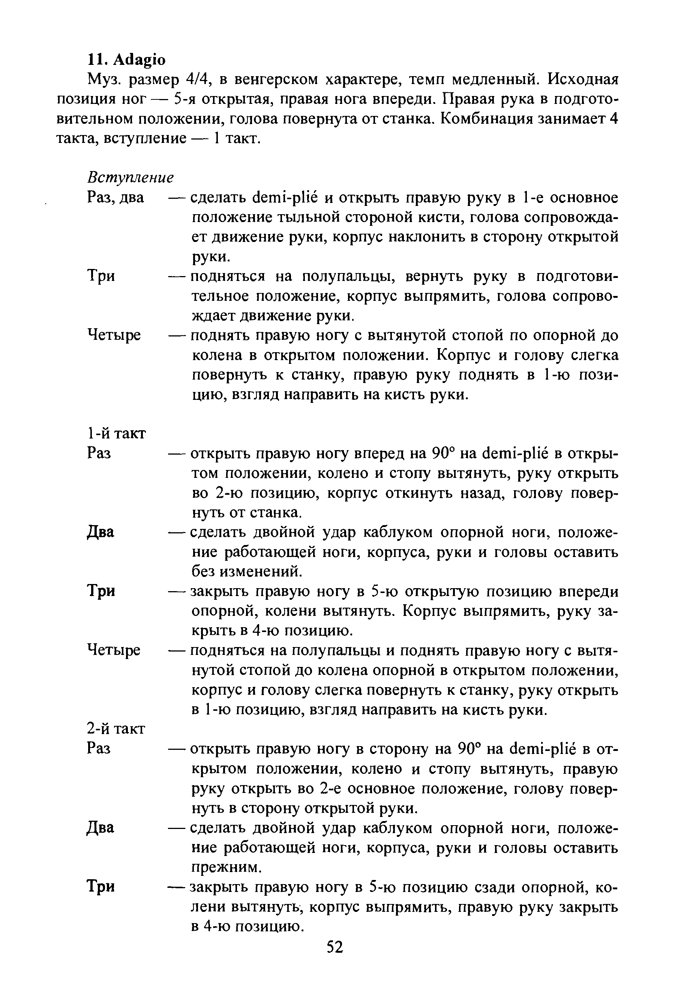 11. Adagio
Муз. размер 4/4, в венгерском характере, темп медленный. Исходная
позиция ног — 5-я открытая, правая нога впереди. Правая рука в подгото-
вительном положении, голова повернута от станка. Комбинация занимает 4
такта, вступление — 1 такт.
Вступление
Раз, два — сделать demi-plié и открыть правую руку в 1-е основное
положение тыльной стороной кисти, голова сопровожда-
ет движение руки, корпус наклонить в сторону открытой
руки.
Три — подняться на полупальцы, вернуть руку в подготови-
тельное положение, корпус выпрямить, голова сопрово-
ждает движение руки.
Четыре — поднять правую ногу с вытянутой стопой по опорной до
колена в открытом положении. Корпус и голову слегка
повернуть к станку, правую руку поднять в 1-ю пози-
цию, взгляд направить на кисть руки.
1-й такт
Раз — открыть правую ногу вперед на 90° на demi-plié в откры-
том положении, колено и стопу вытянуть, руку открыть
во 2-ю позицию, корпус откинуть назад, голову повер-
нуть от станка.
Два — сделать двойной удар каблуком опорной ноги, положе-
ние работающей ноги, корпуса, руки и головы оставить
без изменений.
Три — закрыть правую ногу в 5-ю открытую позицию впереди
опорной, колени вытянуть. Корпус выпрямить, руку за-
крыть в 4-ю позицию.
Четыре — подняться на полупальцы и поднять правую ногу с вытя-
нутой стопой до колена опорной в открытом положении,
корпус и голову слегка повернуть к станку, руку открыть
в 1-ю позицию, взгляд направить на кисть руки.
2-й такт
Раз — открыть правую ногу в сторону на 90° на demi-plié в от-
крытом положении, колено и стопу вытянуть, правую
руку открыть во 2-е основное положение, голову повер-
нуть в сторону открытой руки.
Два — сделать двойной удар каблуком опорной ноги, положе-
ние работающей ноги, корпуса, руки и головы оставить
прежним.
Три — закрыть правую ногу в 5-ю позицию сзади опорной, ко-
лени вытянуть, корпус выпрямить, правую руку закрыть
в 4-ю позицию.
52